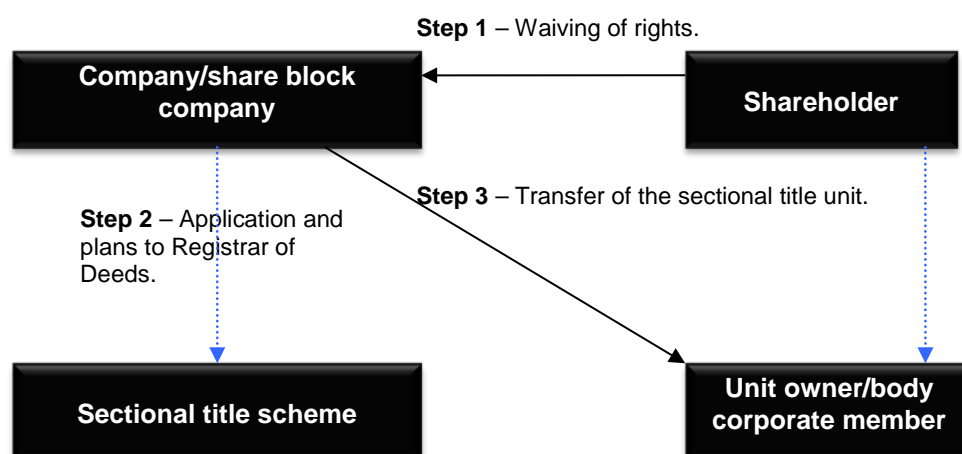 Step 1 – Waiving of rights.
Company/share block
company
Shareholder
Step 3 – Transfer of the sectional title unit.
Step 2 – Application and
plans to Registrar of
Deeds.
Sectional title scheme
Unit owner/body
corporate member